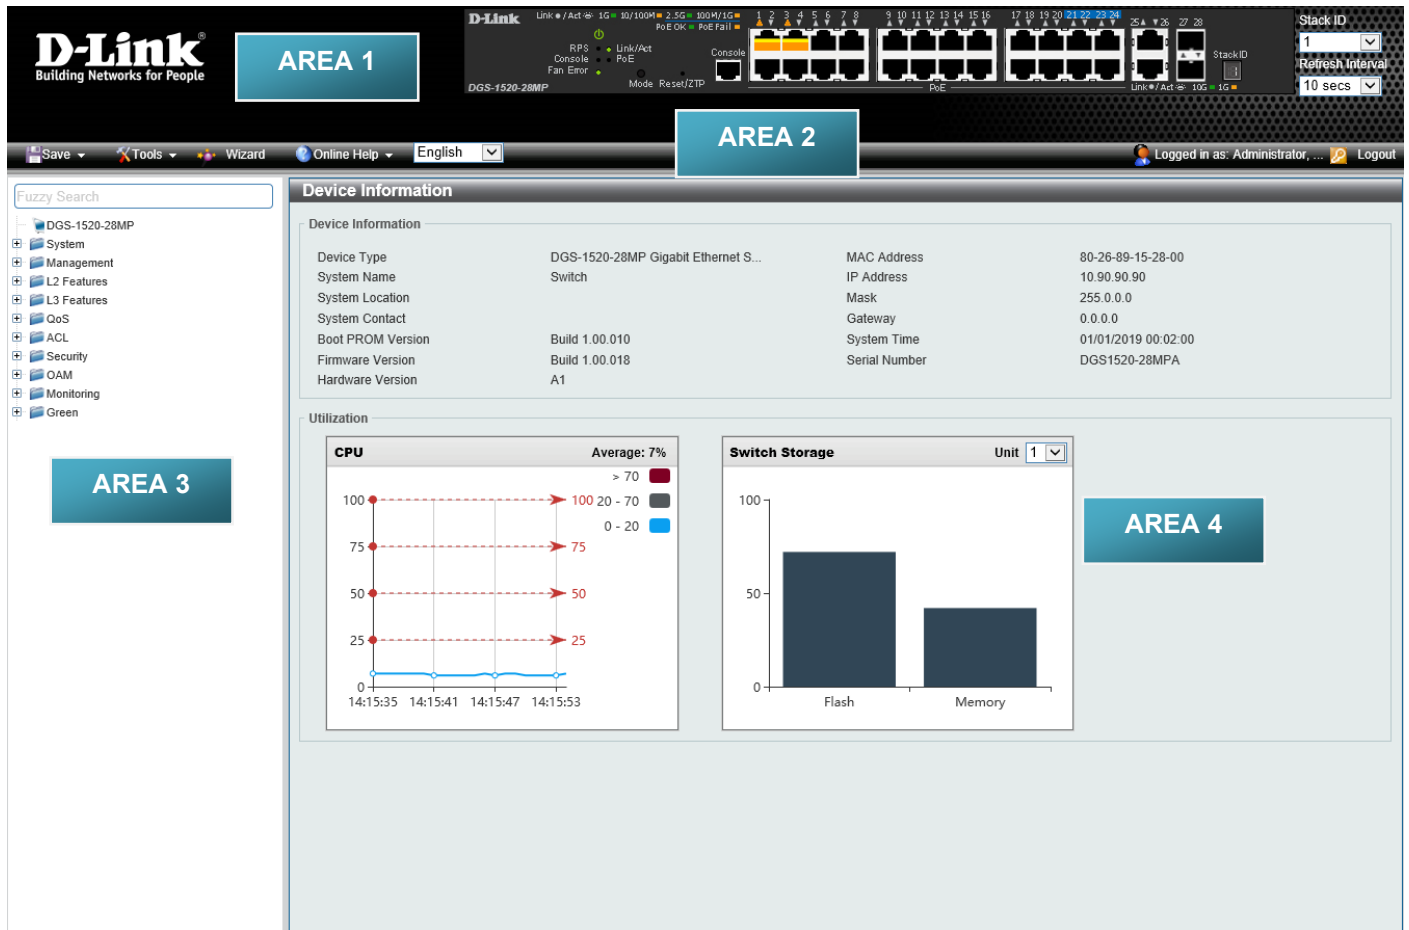 D-Link®
Building Networks for People
AREA 1
D-Link
Link / Act 1G 10/100M 2.5G 100M/1G
PoE OK PoE Fail
RPS Link/Act
Console PoE
Fan Error
Mode Reset/ZTP
Console
DGS-1520-28MP
1 2 3 4 5 6 7 8 9 10 11 12 13 14 15 16 17 18 19 20 21 22 23 24 25 26 27 28
PoE
StackID
Link / Act 10G 1G
Stack ID
1
Refresh Interval
10 secs
AREA 2
Save Tools Wizard Online Help English Logged in as: Administrator, ... Logout
Fuzzy Search
DGS-1520-28MP
System
Management
L2 Features
L3 Features
QoS
ACL
Security
OAM
Monitoring
Green
AREA 3
Device Information
Device Information
Device Type DGS-1520-28MP Gigabit Ethernet S... MAC Address 80-26-89-15-28-00
System Name Switch IP Address 10.90.90.90
System Location Mask 255.0.0.0
System Contact Gateway 0.0.0.0
Boot PROM Version Build 1.00.010 System Time 01/01/2019 00:02:00
Firmware Version Build 1.00.018 Serial Number DGS1520-28MPA
Hardware Version A1
Utilization
CPU Average: 7%
> 70
20 - 70
0 - 20
100 100
75 75
50 50
25 25
0
14:15:35 14:15:41 14:15:47 14:15:53
Switch Storage Unit 1
100
50
0
Flash Memory
AREA 4